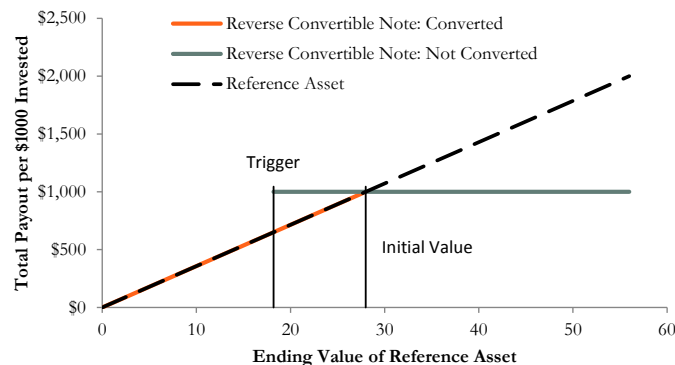 $2,500
$2,000
$1,500
$1,000
$500
$0
Total Payout per $1000 Invested
Reverse Convertible Note: Converted
Reverse Convertible Note: Not Converted
Reference Asset
Trigger
Initial Value
0 10 20 30 40 50 60
Ending Value of Reference Asset